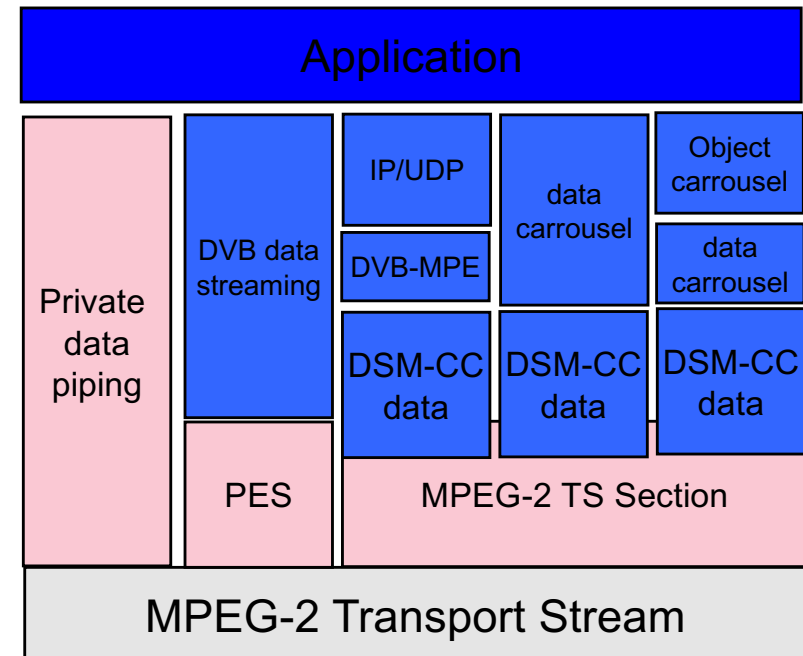 Application
Private
data
piping
DVB data
streaming
PES
IP/UDP
DVB-MPE
DSM-CC
data
data
carrousel
DSM-CC
data
Object
carrousel
data
carrousel
DSM-CC
data
MPEG-2 TS Section
MPEG-2 Transport Stream